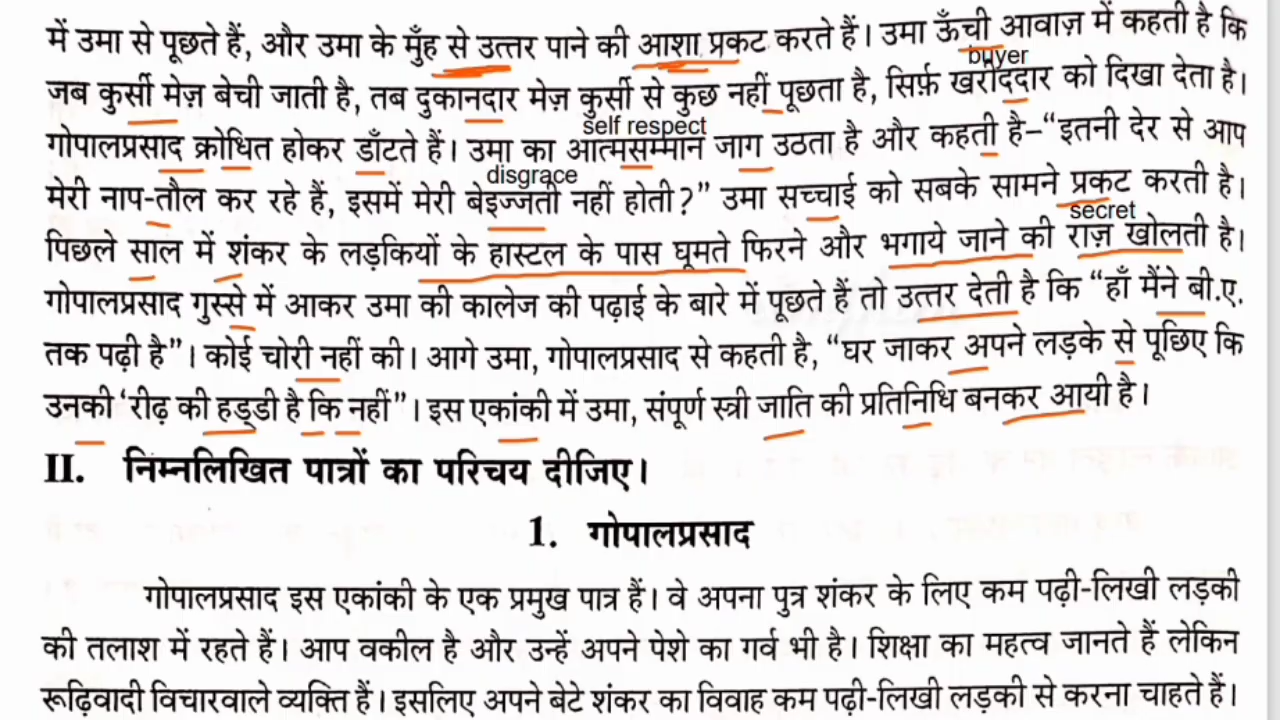 में उमा से पूछते हैं, और उमा के मुँह से उत्तर पाने की आशा प्रकट करते हैं। उमा ऊँची आवाज़ में कहती है कि
buyer
जब कुर्सी मेज़ बेची जाती है, तब दुकानदार मेज़ कुर्सी से कुछ नहीं पूछता है, सिर्फ़ खरीददार को दिखा देता है।
self respect
गोपालप्रसाद क्रोधित होकर डाँटते हैं। उमा का आत्मसम्मान जाग उठता है और कहती है–“इतनी देर से आप
disgrace
मेरी नाप-तौल कर रहे हैं, इसमें मेरी बेइज्जती नहीं होती?” उमा सच्चाई को सबके सामने प्रकट करती है।
secret
पिछले साल में शंकर के लड़कियों के हास्टल के पास घूमते फिरने और भगाये जाने की राज़ खोलती है।
गोपालप्रसाद गुस्से में आकर उमा की कालेज की पढ़ाई के बारे में पूछते हैं तो उत्तर देती है कि “हाँ मैंने बी.ए.
तक पढ़ी है”। कोई चोरी नहीं की। आगे उमा, गोपालप्रसाद से कहती है, “घर जाकर अपने लड़के से पूछिए कि
उनकी ‘रीढ़ की हड्डी है कि नहीं”। इस एकांकी में उमा, संपूर्ण स्त्री जाति की प्रतिनिधि बनकर आयी है।
II. निम्नलिखित पात्रों का परिचय दीजिए।
1. गोपालप्रसाद
गोपालप्रसाद इस एकांकी के एक प्रमुख पात्र हैं। वे अपना पुत्र शंकर के लिए कम पढ़ी-लिखी लड़की
की तलाश में रहते हैं। आप वकील है और उन्हें अपने पेशे का गर्व भी है। शिक्षा का महत्व जानते हैं लेकिन
रूढ़िवादी विचारवाले व्यक्ति हैं। इसलिए अपने बेटे शंकर का विवाह कम पढ़ी-लिखी लड़की से करना चाहते हैं।